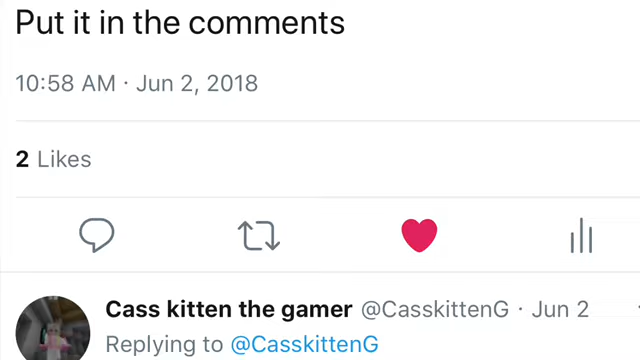 Put it in the comments
10:58 AM · Jun 2, 2018
2 Likes
Cass kitten the gamer @CasskittenG · Jun 2
Replying to @CasskittenG